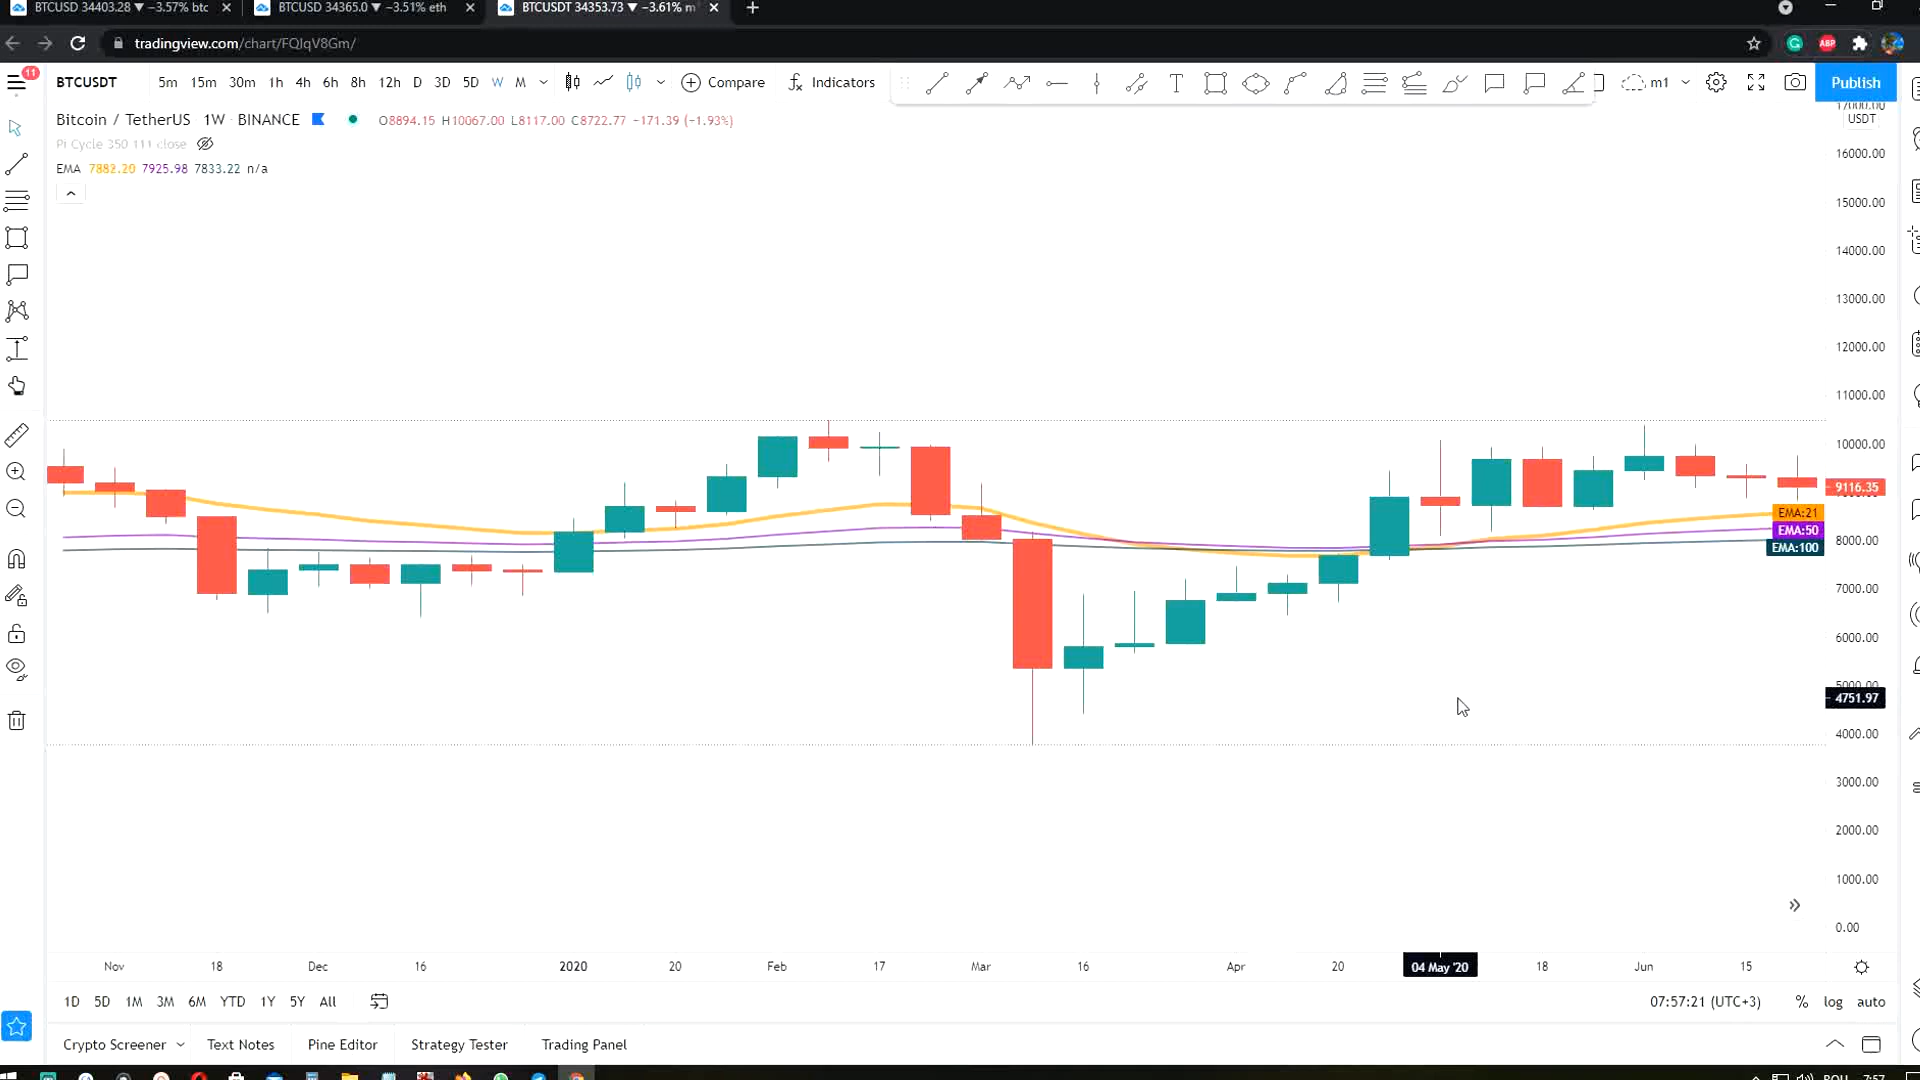 BTCUSD 34403.28 ▼ −3.57% btc
BTCUSD 34365.0 ▼ −3.51% eth
BTCUSDT 34353.73 ▼ −3.61% m
tradingview.com/chart/FQIqV8Gm/
ABP
11
BTCUSDT 5m 15m 30m 1h 4h 6h 8h 12h D 3D 5D W M Compare Indicators m1 Publish
Bitcoin / TetherUS 1W BINANCE O8894.15 H10067.00 L8117.00 C8722.77 −171.39 (−1.93%)
Pi Cycle 350 111 close
EMA 7882.20 7925.98 7833.22 n/a
17000.00
USDT
16000.00
15000.00
14000.00
13000.00
12000.00
11000.00
10000.00
9116.35
EMA:21
EMA:50
EMA:100
8000.00
7000.00
6000.00
5000.00
4751.97
4000.00
3000.00
2000.00
1000.00
0.00
Nov 18 Dec 16 2020 20 Feb 17 Mar 16 Apr 20 04 May '20 18 Jun 15
1D 5D 1M 3M 6M YTD 1Y 5Y All 07:57:21 (UTC+3) % log auto
Crypto Screener Text Notes Pine Editor Strategy Tester Trading Panel